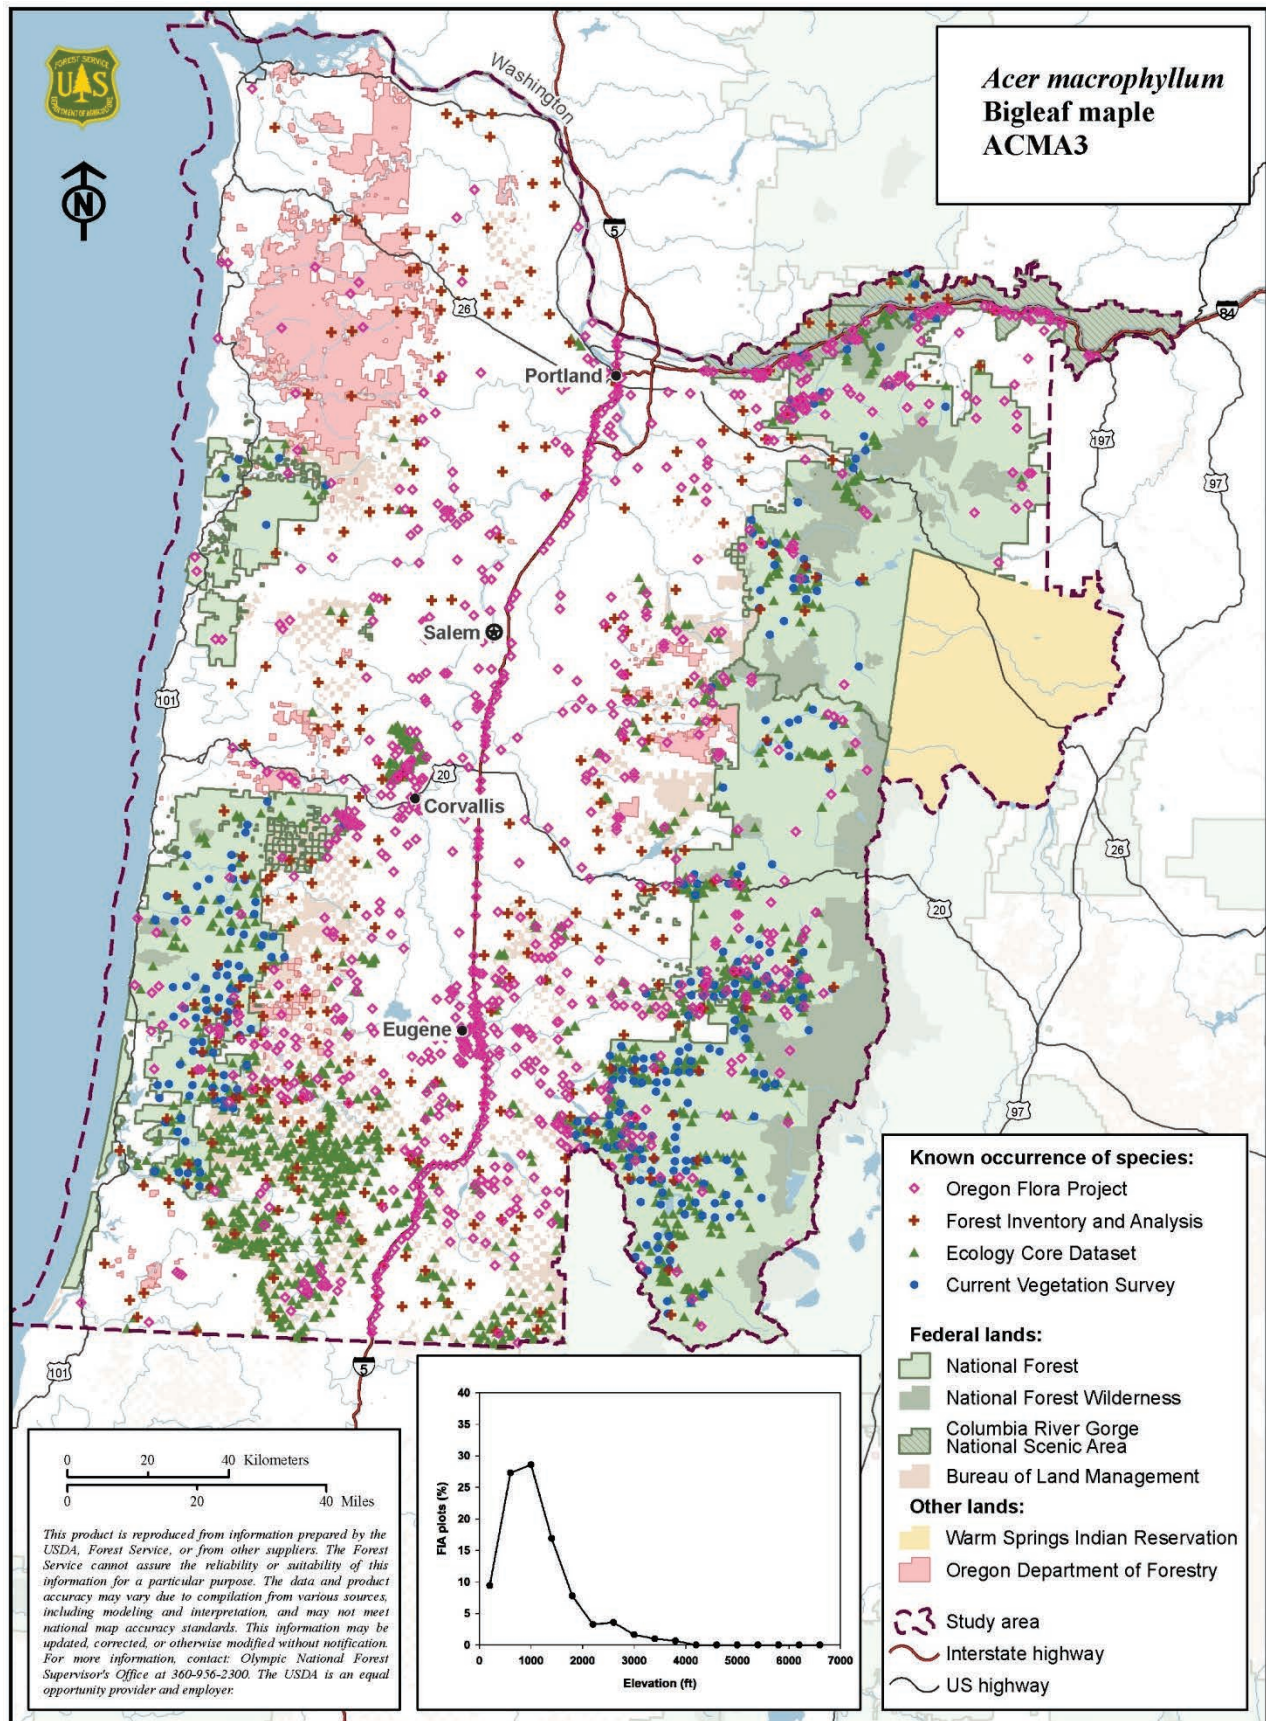 FOREST SERVICE
US
DEPARTMENT OF AGRICULTURE
N
Acer macrophyllum
Bigleaf maple
ACMA3
Washington
5
26
84
Portland
197
97
Salem
101
20
Corvallis
26
20
Eugene
97
101
5
Known occurrence of species:
Oregon Flora Project
Forest Inventory and Analysis
Ecology Core Dataset
Current Vegetation Survey
Federal lands:
National Forest
National Forest Wilderness
Columbia River Gorge
National Scenic Area
Bureau of Land Management
Other lands:
Warm Springs Indian Reservation
Oregon Department of Forestry
Study area
Interstate highway
US highway
0 20 40 Kilometers
0 20 40 Miles
This product is reproduced from information prepared by the
USDA, Forest Service, or from other suppliers. The Forest
Service cannot assure the reliability or suitability of this
information for a particular purpose. The data and product
accuracy may vary due to compilation from various sources,
including modeling and interpretation, and may not meet
national map accuracy standards. This information may be
updated, corrected, or otherwise modified without notification.
For more information, contact: Olympic National Forest
Supervisor's Office at 360-956-2300. The USDA is an equal
opportunity provider and employer.
40
35
30
25
20
15
10
5
0
FIA plots (%)
0 1000 2000 3000 4000 5000 6000 7000
Elevation (ft)